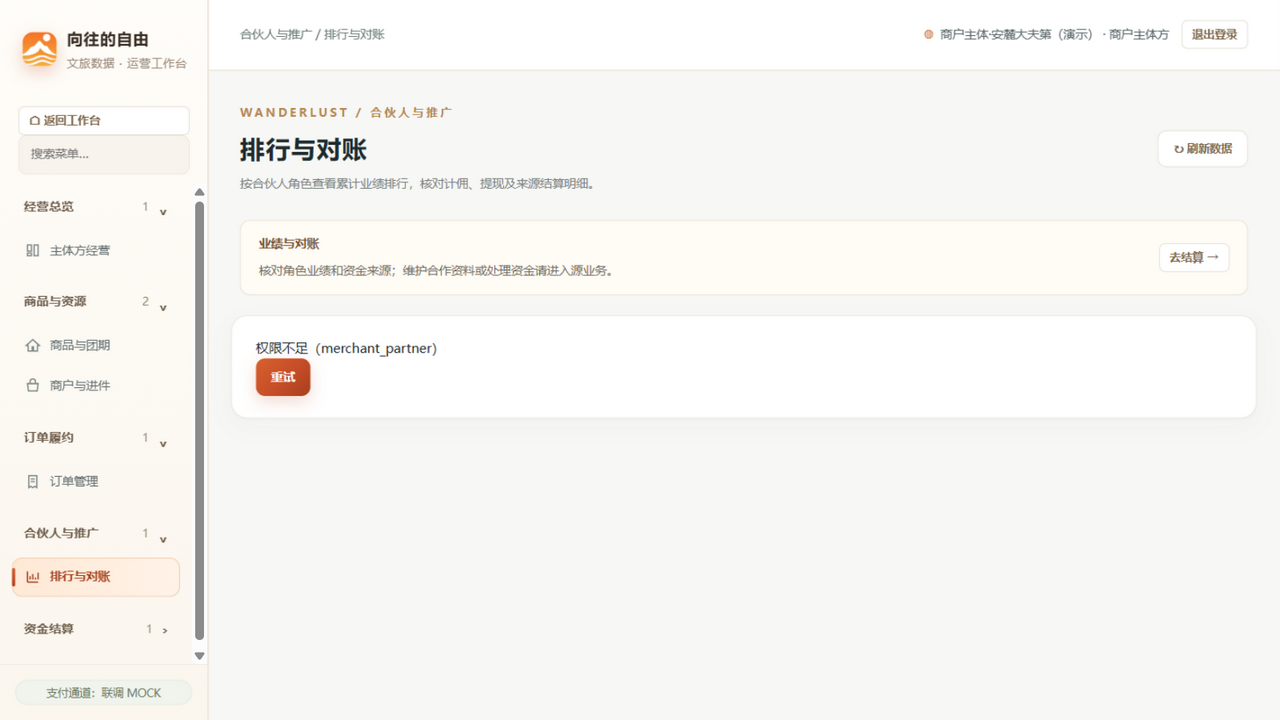 向往的自由
文旅数据 · 运营工作台
返回工作台
搜索菜单...
经营总览 1
主体方经营
商品与资源 2
商品与团期
商户与进件
订单履约 1
订单管理
合伙人与推广 1
排行与对账
资金结算 1
支付通道：联调 MOCK
合伙人与推广 / 排行与对账
商户主体·安麓大夫第（演示） · 商户主体方
退出登录
WANDERLUST / 合伙人与推广
排行与对账
↻ 刷新数据
按合伙人角色查看累计业绩排行，核对计佣、提现及来源结算明细。
业绩与对账
核对角色业绩和资金来源；维护合作资料或处理资金请进入源业务。
去结算 →
权限不足（merchant_partner）
重试